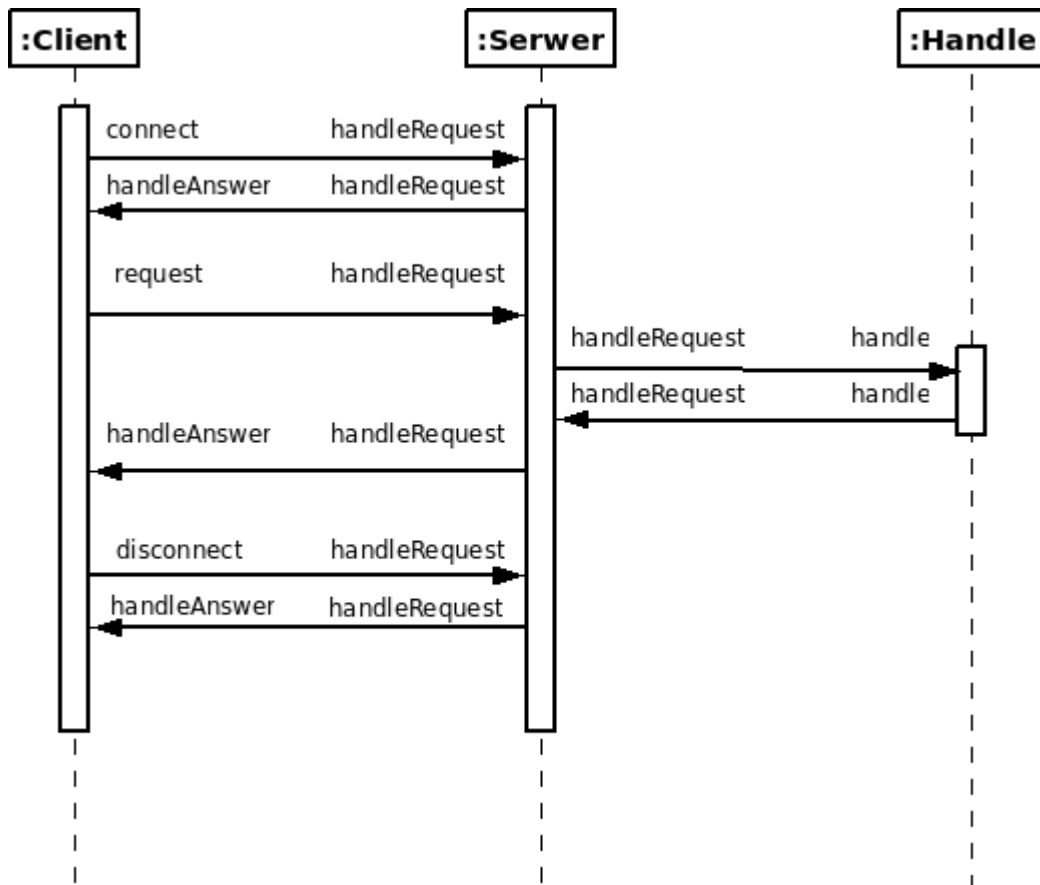 :Client :Serwer :Handle
connect handleRequest
handleAnswer handleRequest
request handleRequest
handleRequest handle
handleRequest handle
handleAnswer handleRequest
disconnect handleRequest
handleAnswer handleRequest